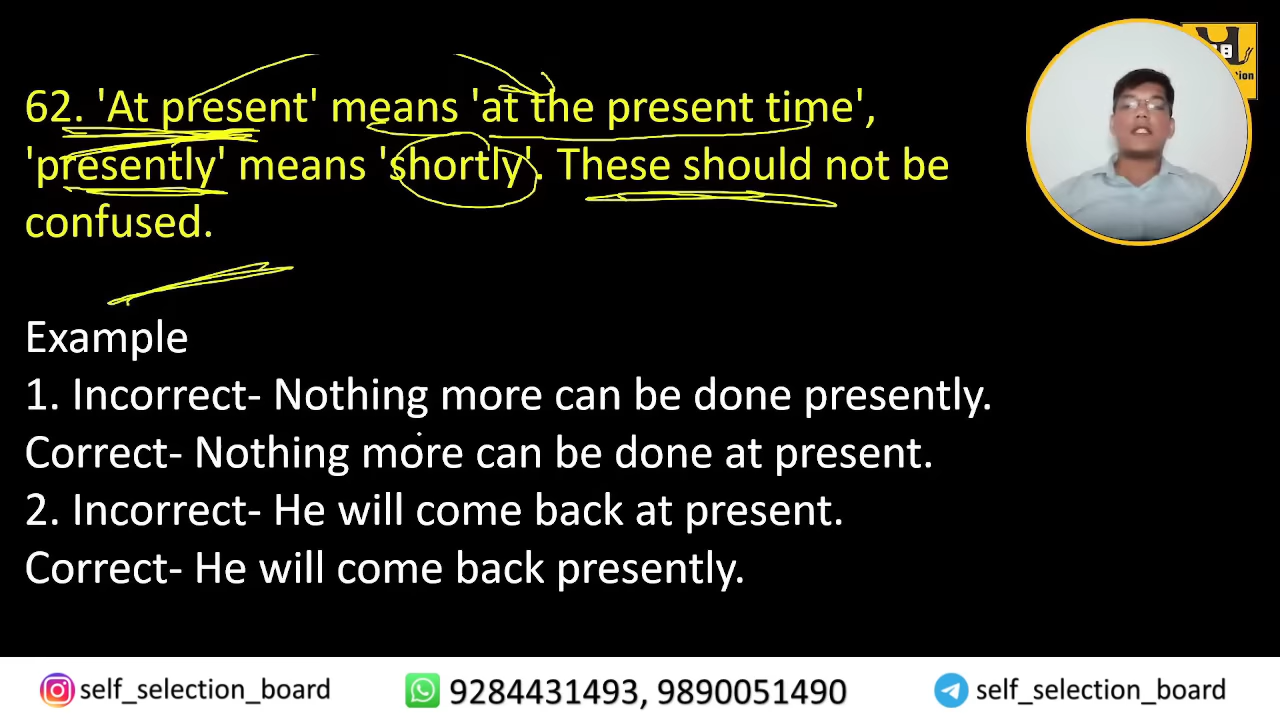 62. 'At present' means 'at the present time',
'presently' means 'shortly'. These should not be
confused.
Example
1. Incorrect- Nothing more can be done presently.
Correct- Nothing more can be done at present.
2. Incorrect- He will come back at present.
Correct- He will come back presently.
self_selection_board
9284431493, 9890051490
self_selection_board